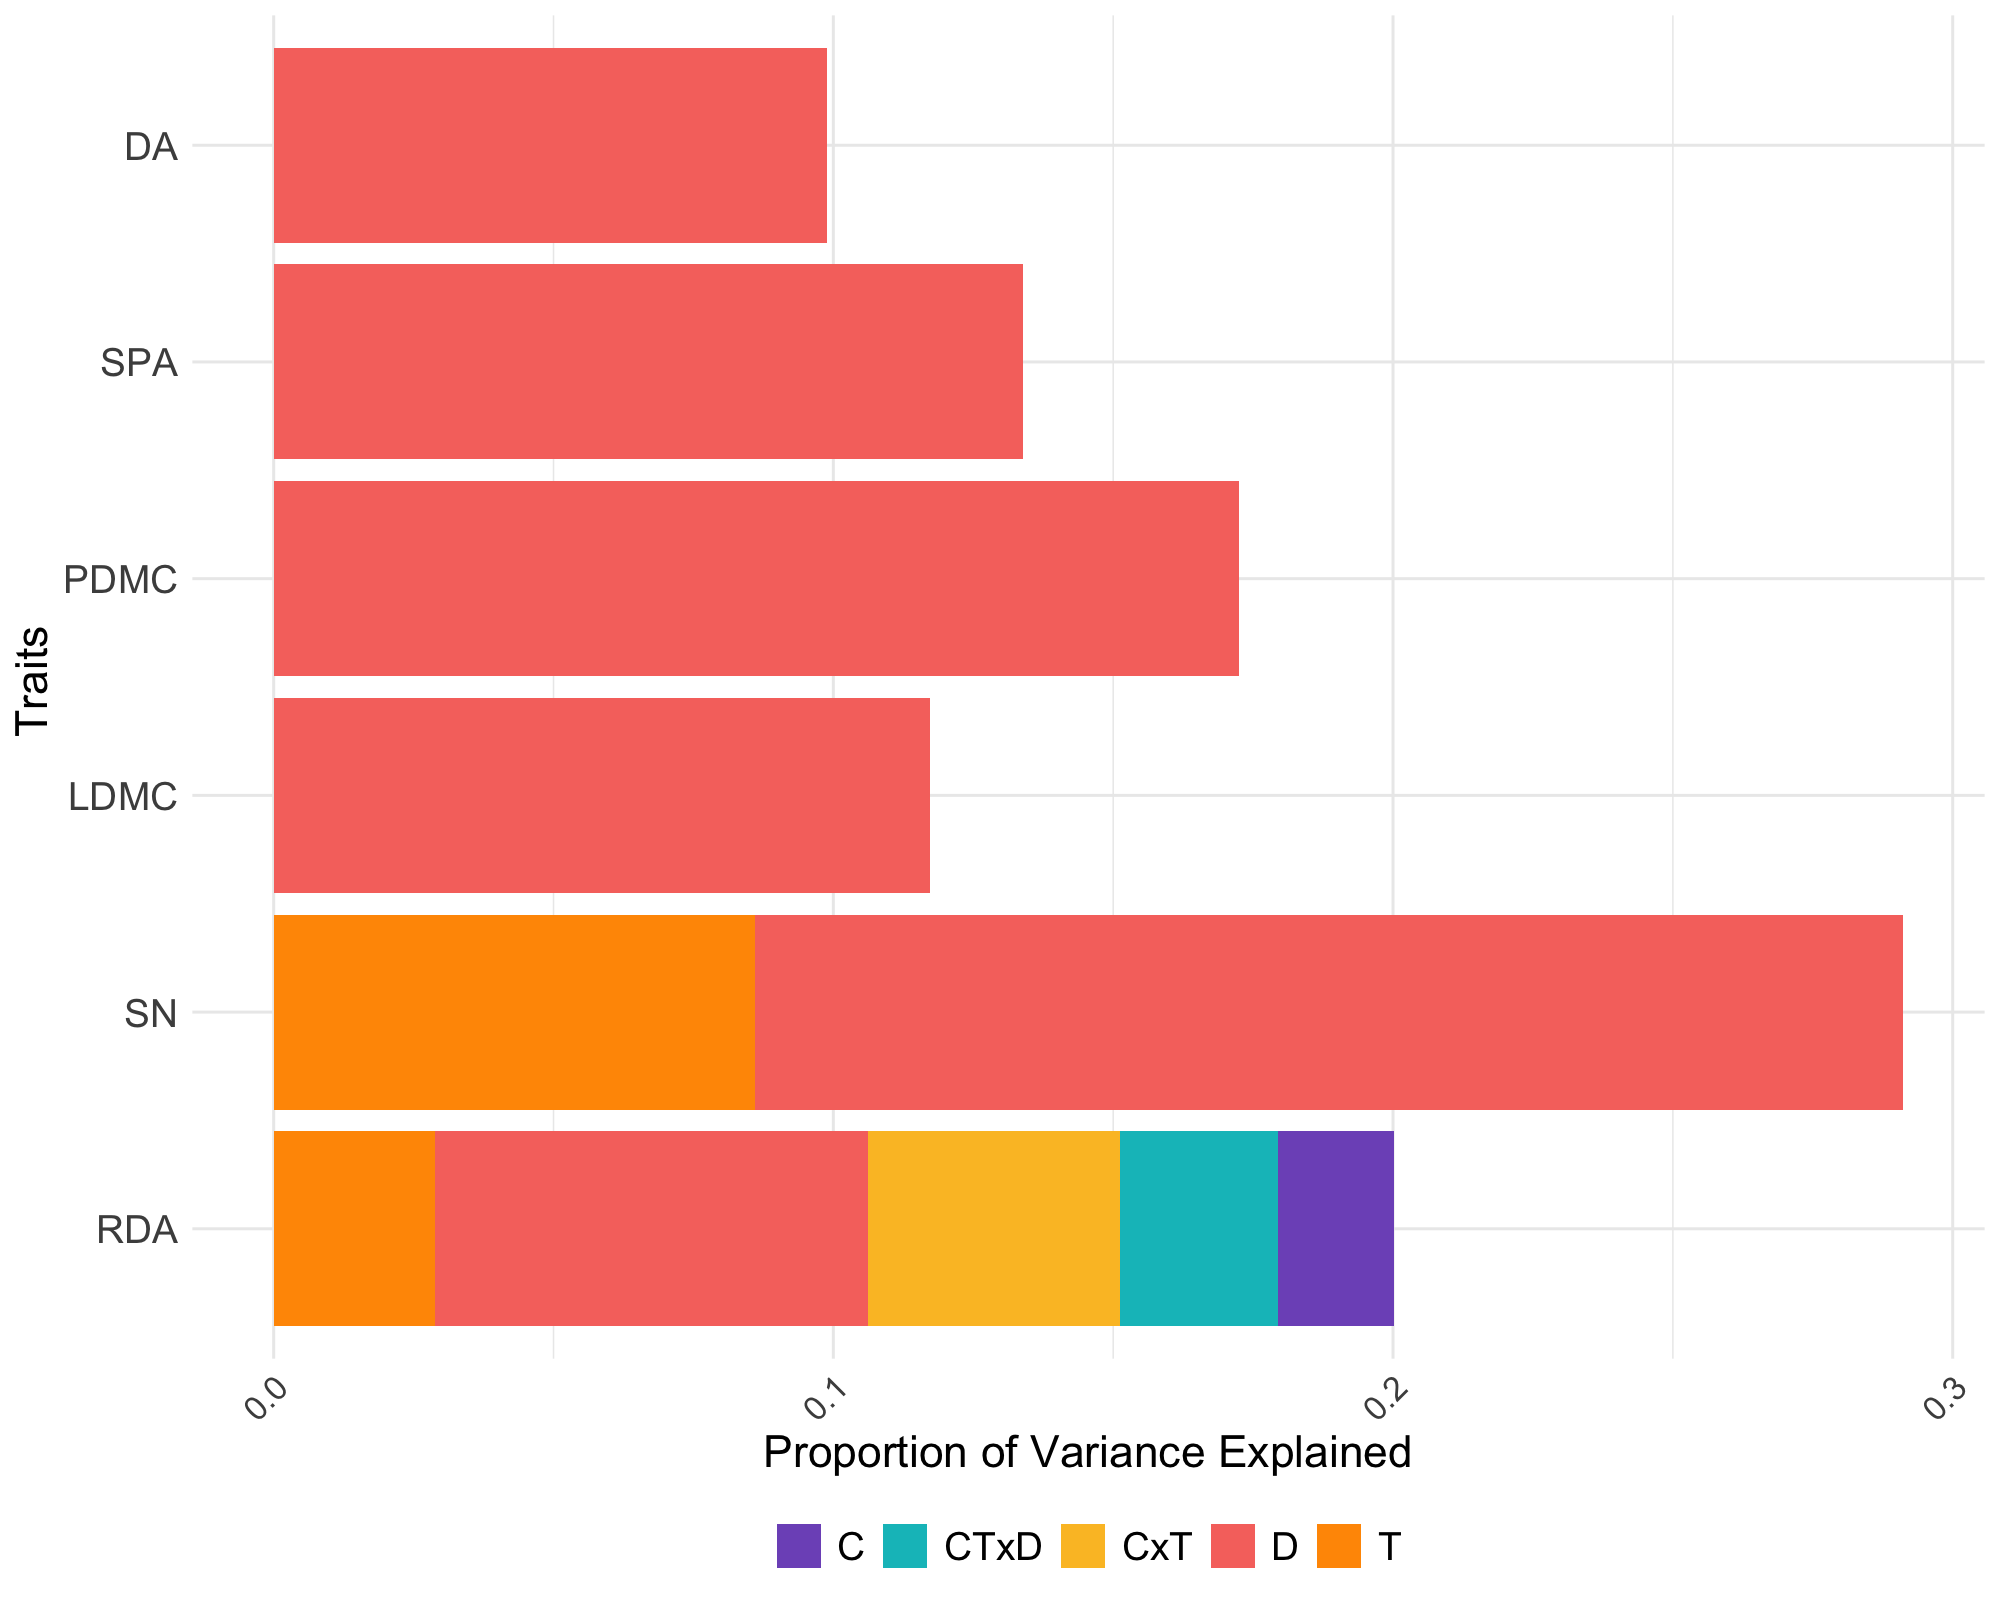 DA
SPA
PDMC
LDMC
SN
RDA
Traits
0.0 0.1 0.2 0.3
Proportion of Variance Explained
C CTxD CxT D T